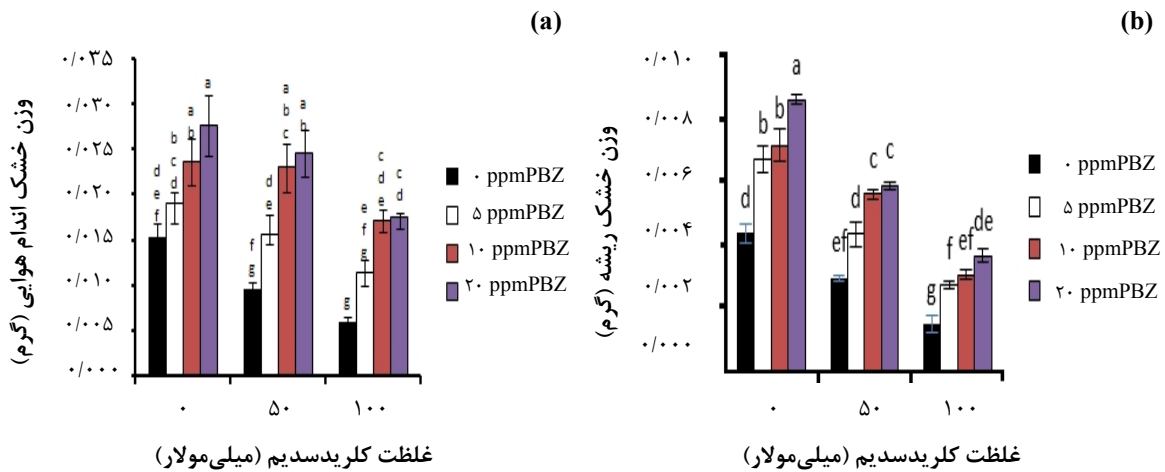 (a)
وزن خشک اندام هوایی (گرم)
۰/۰۳۵
۰/۰۳۰
۰/۰۲۵
۰/۰۲۰
۰/۰۱۵
۰/۰۱۰
۰/۰۰۵
۰/۰۰۰
d
e
f
b
c
d
a
b
a
f
g
d
e
a
b
c
a
b
g
e
f
g
c
d
e
c
d
۰ ۵۰ ۱۰۰
غلظت کلریدسدیم (میلی‌مولار)
۰ ppmPBZ
۵ ppmPBZ
۱۰ ppmPBZ
۲۰ ppmPBZ
(b)
وزن خشک ریشه (گرم)
۰/۰۱۰
۰/۰۰۸
۰/۰۰۶
۰/۰۰۴
۰/۰۰۲
۰/۰۰۰
d b b a
ef d c c
g f ef de
۰ ۵۰ ۱۰۰
غلظت کلریدسدیم (میلی‌مولار)
۰ ppmPBZ
۵ ppmPBZ
۱۰ ppmPBZ
۲۰ ppmPBZ